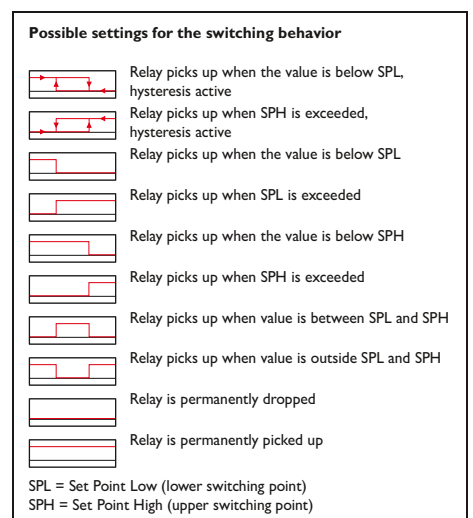 Possible settings for the switching behavior
Relay picks up when the value is below SPL,
hysteresis active
Relay picks up when SPH is exceeded,
hysteresis active
Relay picks up when the value is below SPL
Relay picks up when SPL is exceeded
Relay picks up when the value is below SPH
Relay picks up when SPH is exceeded
Relay picks up when value is between SPL and SPH
Relay picks up when value is outside SPL and SPH
Relay is permanently dropped
Relay is permanently picked up
SPL = Set Point Low (lower switching point)
SPH = Set Point High (upper switching point)